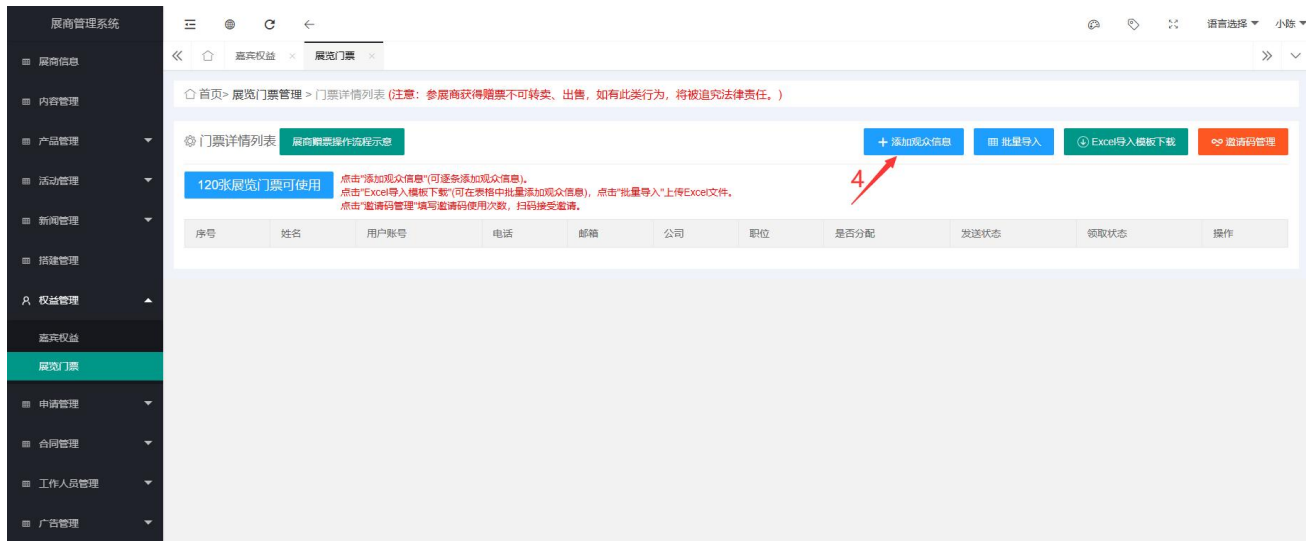 展商管理系统
语言选择
小陈
展商信息
内容管理
产品管理
活动管理
新闻管理
搭建管理
权益管理
嘉宾权益
展览门票
申请管理
合同管理
工作人员管理
广告管理
嘉宾权益 ×
展览门票 ×
首页> 展览门票管理 > 门票详情列表 (注意：参展商获得赠票不可转卖、出售，如有此类行为，将被追究法律责任。)
门票详情列表
展商赠票操作流程示意
+ 添加观众信息
批量导入
Excel导入模板下载
邀请码管理
120张展览门票可使用
点击"添加观众信息"(可逐条添加观众信息)。
点击"Excel导入模板下载"(可在表格中批量添加观众信息)，点击"批量导入"上传Excel文件。
点击"邀请码管理"填写邀请码使用次数，扫码接受邀请。
4
序号 姓名 用户账号 电话 邮箱 公司 职位 是否分配 发送状态 领取状态 操作